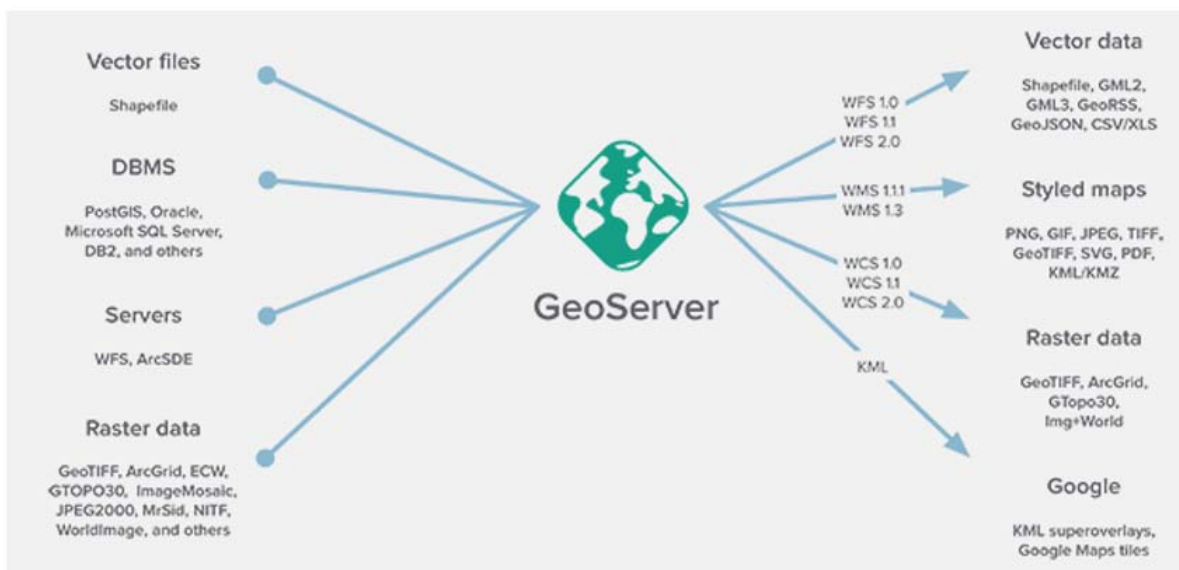 Vector files
Shapefile
DBMS
PostGIS, Oracle,
Microsoft SQL Server,
DB2, and others
Servers
WFS, ArcSDE
Raster data
GeoTIFF, ArcGrid, ECW,
GTOPO30, ImageMosaic,
JPEG2000, MrSid, NITF,
WorldImage, and others
GeoServer
WFS 1.0
WFS 1.1
WFS 2.0
WMS 1.1.1
WMS 1.3
WCS 1.0
WCS 1.1
WCS 2.0
KML
Vector data
Shapefile, GML2,
GML3, GeoRSS,
GeoJSON, CSV/XLS
Styled maps
PNG, GIF, JPEG, TIFF,
GeoTIFF, SVG, PDF,
KML/KMZ
Raster data
GeoTIFF, ArcGrid,
GTopo30,
Img+World
Google
KML superoverlays,
Google Maps tiles